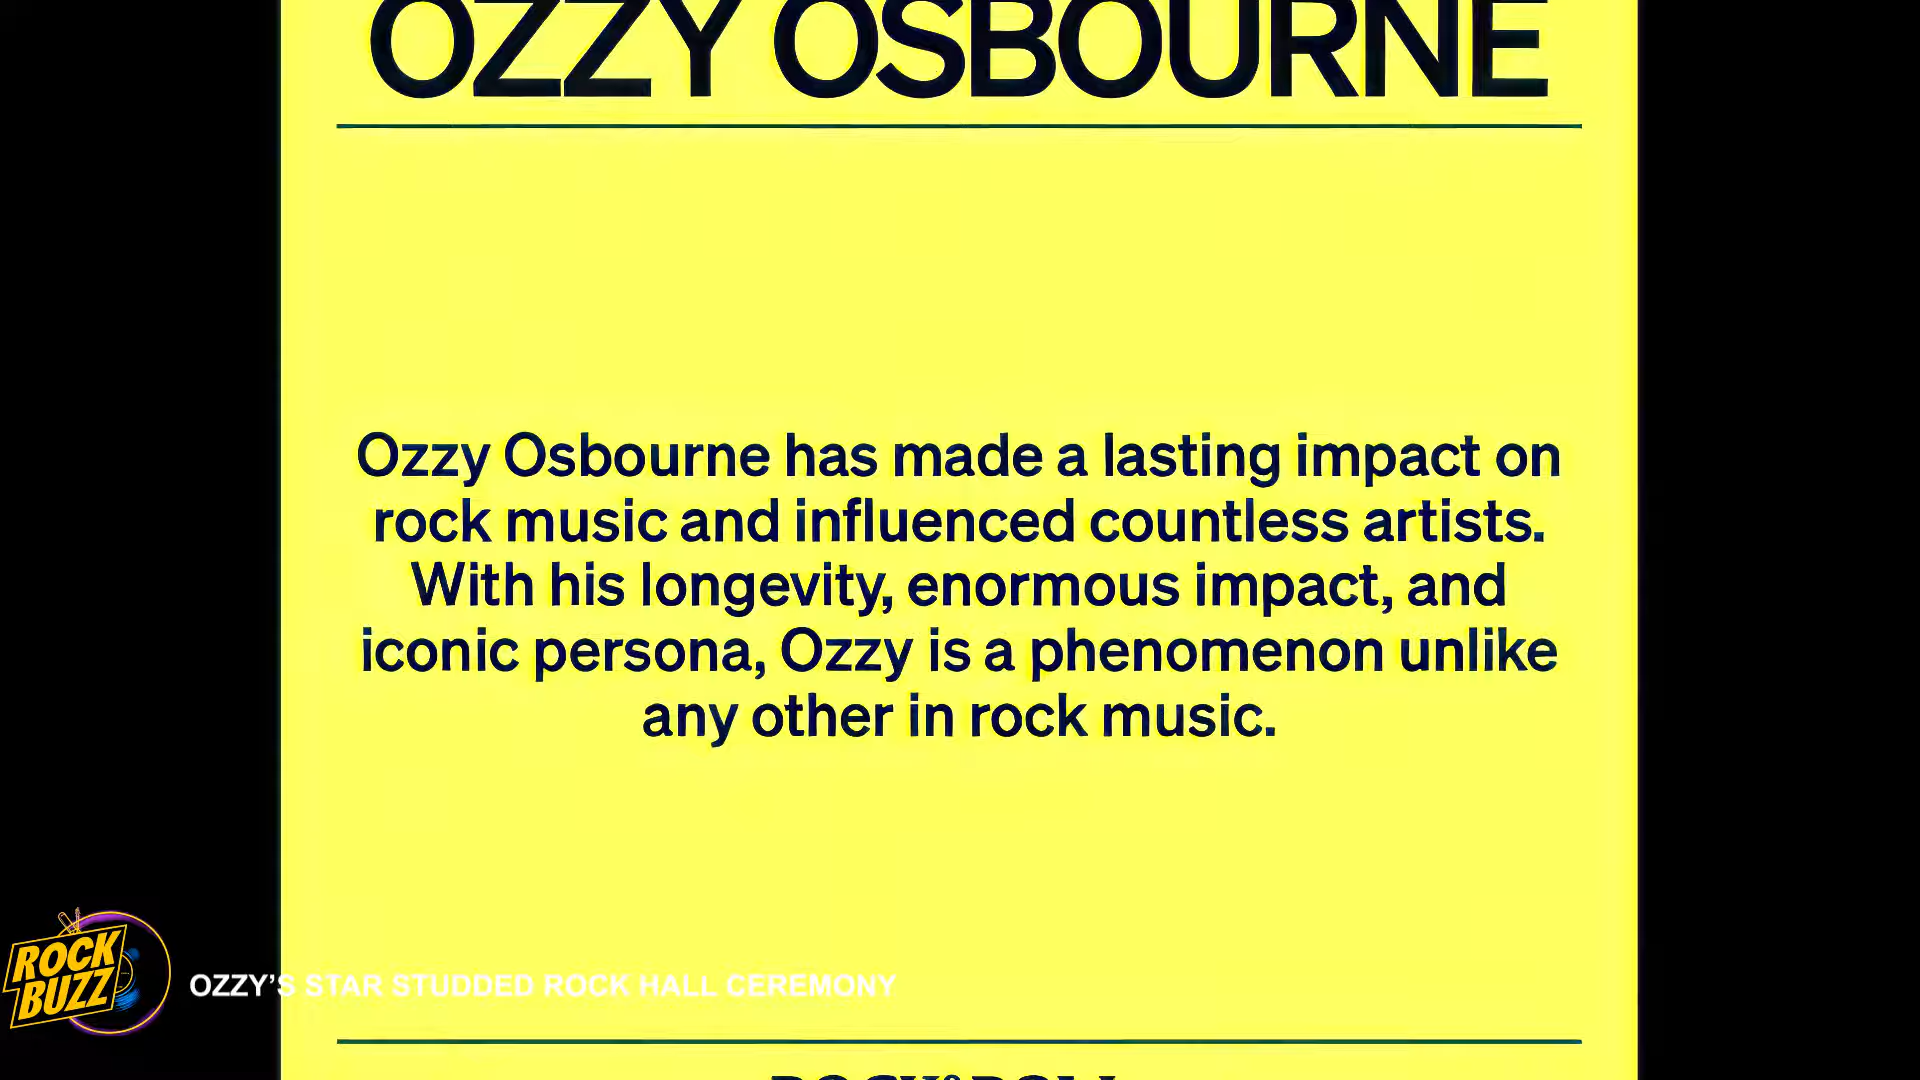 OZZY OSBOURNE
Ozzy Osbourne has made a lasting impact on
rock music and influenced countless artists.
With his longevity, enormous impact, and
iconic persona, Ozzy is a phenomenon unlike
any other in rock music.
ROCK
BUZZ
OZZY’S STAR STUDDED ROCK HALL CEREMONY
ROCK & ROLL